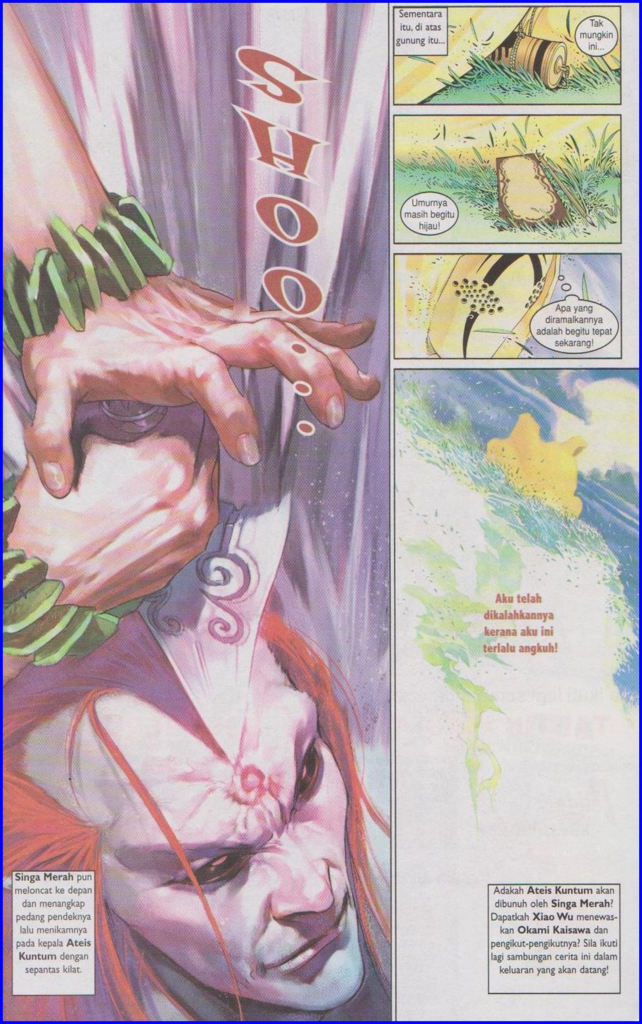 SHOO...
Singa Merah pun
meloncat ke depan
dan menangkap
pedang pendeknya
lalu menikamnya
pada kepala Ateis
Kuntum dengan
sepantas kilat.
Sementara
itu, di atas
gunung itu...
Tak
mungkin
ini...
Umurnya
masih begitu
hijau!
Apa yang
diramalkannya
adalah begitu tepat
sekarang!
Aku telah
dikalahkannya
kerana aku ini
terlalu angkuh!
Adakah Ateis Kuntum akan
dibunuh oleh Singa Merah?
Dapatkah Xiao Wu menewas-
kan Okami Kaisawa dan
pengikut-pengikutnya? Sila ikuti
lagi sambungan cerita ini dalam
keluaran yang akan datang!